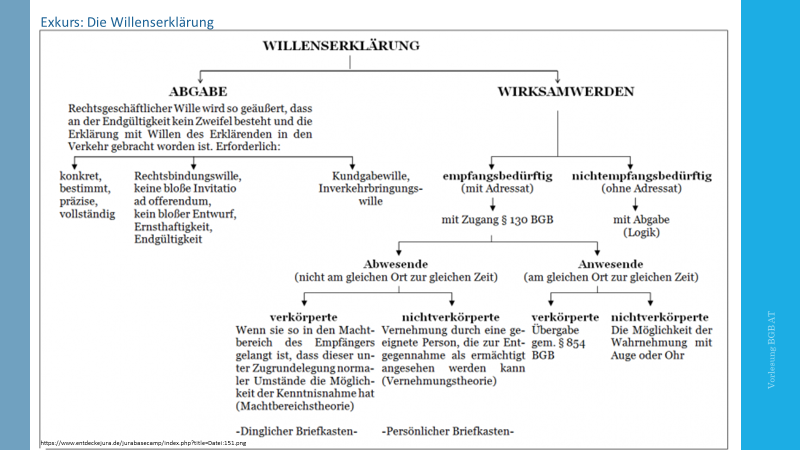 Exkurs: Die Willenserklärung
WILLENSERKLÄRUNG
ABGABE
Rechtsgeschäftlicher Wille wird so geäußert, dass
an der Endgültigkeit kein Zweifel besteht und die
Erklärung mit Willen des Erklärenden in den
Verkehr gebracht worden ist. Erforderlich:
konkret,
bestimmt,
präzise,
vollständig
Rechtsbindungswille,
keine bloße Invitatio
ad offerendum,
kein bloßer Entwurf,
Ernsthaftigkeit,
Endgültigkeit
Kundgabewille,
Inverkehrbringungs-
wille
WIRKSAMWERDEN
empfangsbedürftig
(mit Adressat)
mit Zugang § 130 BGB
nichtempfangsbedürftig
(ohne Adressat)
mit Abgabe
(Logik)
Abwesende
(nicht am gleichen Ort zur gleichen Zeit)
Anwesende
(am gleichen Ort zur gleichen Zeit)
verkörperte
Wenn sie so in den Macht-
bereich des Empfängers
gelangt ist, dass dieser un-
ter Zugrundelegung norma-
ler Umstände die Möglich-
keit der Kenntnisnahme hat
(Machtbereichstheorie)
-Dinglicher Briefkasten-
nichtverkörperte
Vernehmung durch eine ge-
eignete Person, die zur Ent-
gegennahme als ermächtigt
angesehen werden kann
(Vernehmungstheorie)
-Persönlicher Briefkasten-
verkörperte
Übergabe
gem. § 854
BGB
nichtverkörperte
Die Möglichkeit der
Wahrnehmung mit
Auge oder Ohr
Vorlesung BGB AT
https://www.entdeckejura.de/jurabasecamp/index.php?title=Datei:151.png